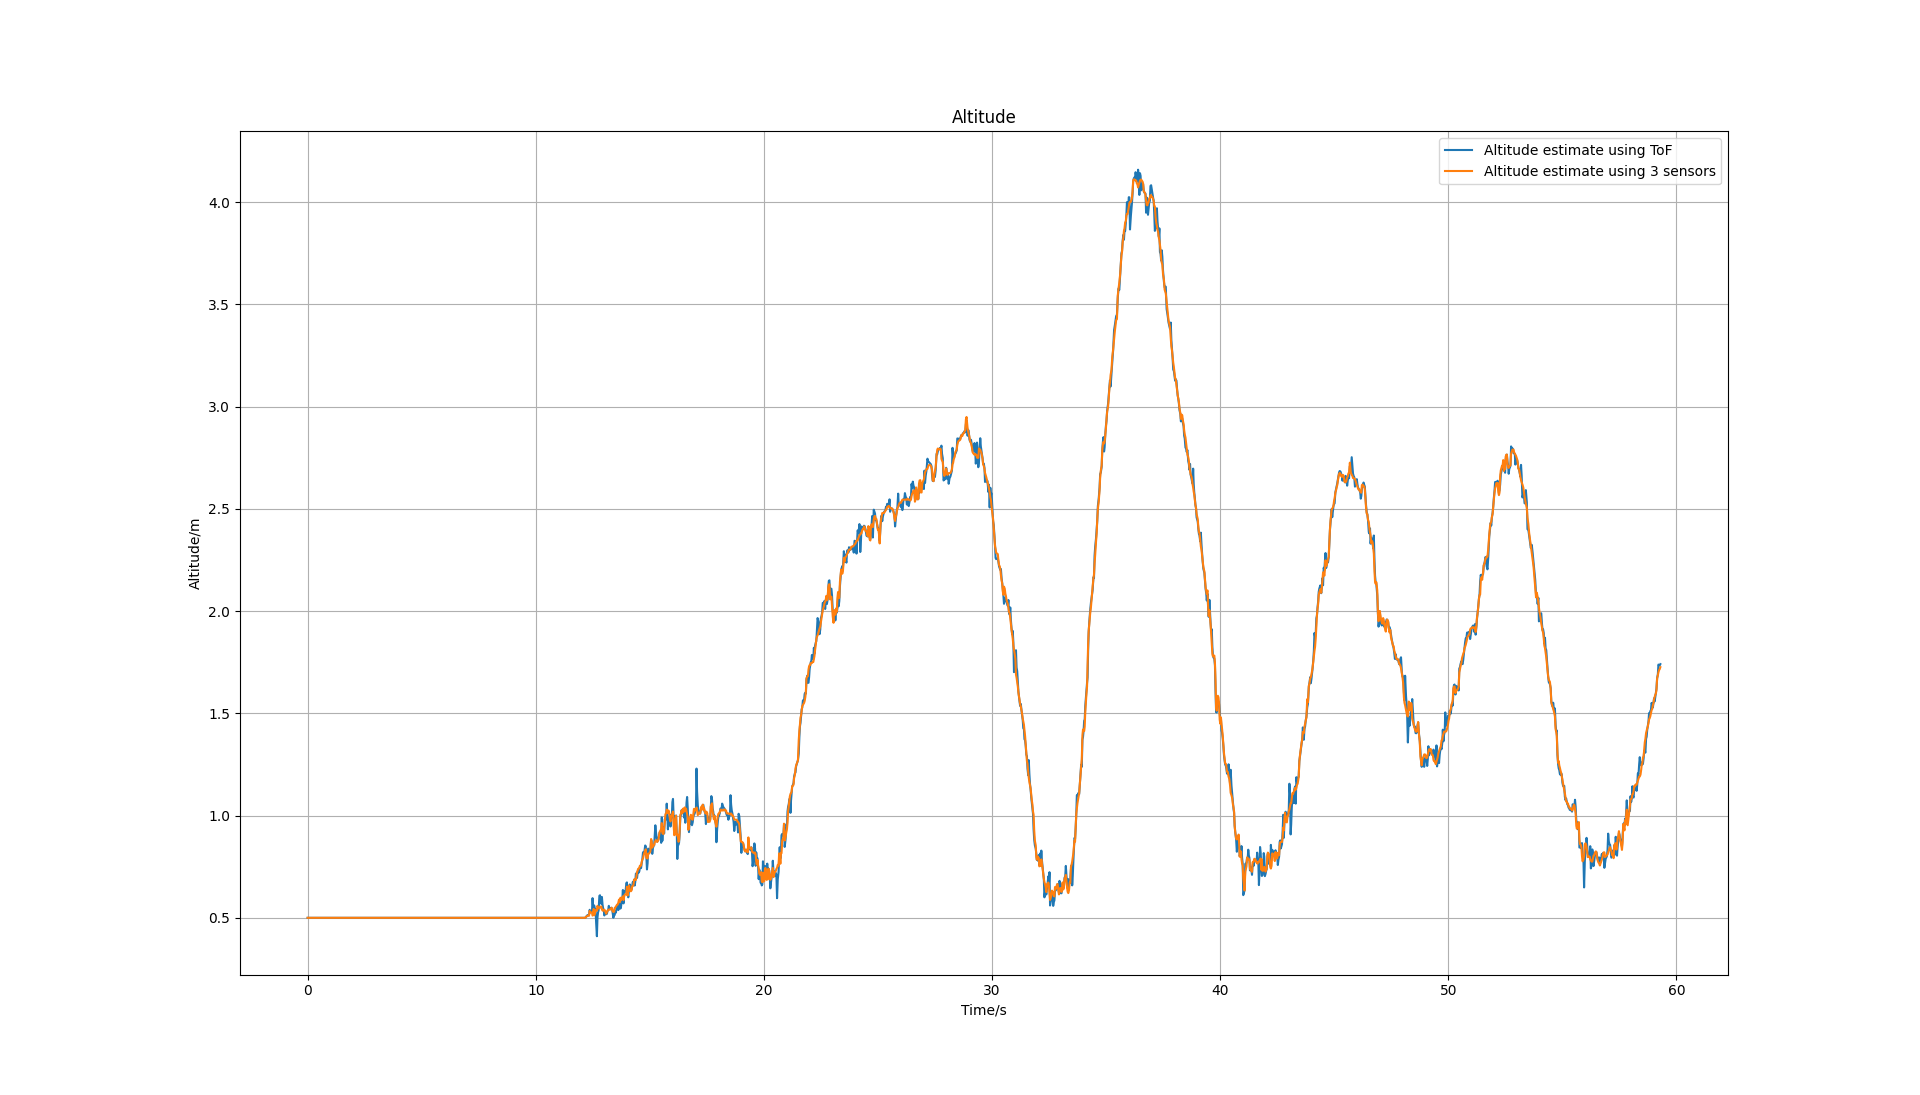 Altitude
Altitude estimate using ToF
Altitude estimate using 3 sensors
4.0
3.5
3.0
2.5
2.0
1.5
1.0
0.5
Altitude/m
0 10 20 30 40 50 60
Time/s